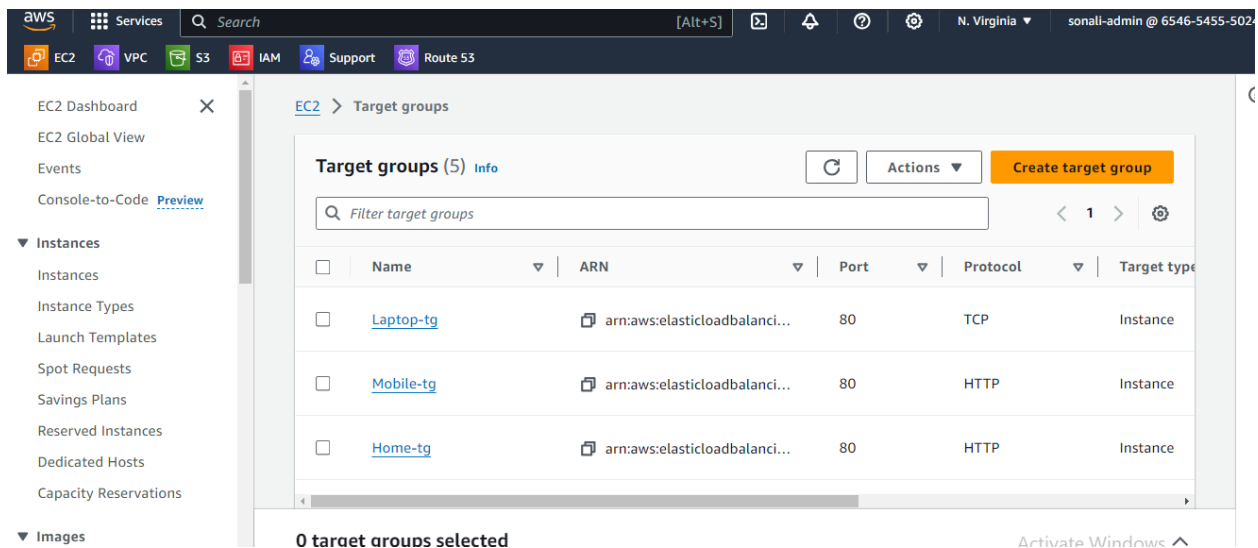 aws Services Search [Alt+S] N. Virginia ▼ sonali-admin @ 6546-5455-5024
EC2 VPC S3 IAM Support Route 53
EC2 Dashboard
EC2 Global View
Events
Console-to-Code Preview
▼ Instances
Instances
Instance Types
Launch Templates
Spot Requests
Savings Plans
Reserved Instances
Dedicated Hosts
Capacity Reservations
▼ Images
EC2 > Target groups
Target groups (5) Info Actions ▼ Create target group
Filter target groups < 1 >
Name ARN Port Protocol Target type
Laptop-tg arn:aws:elasticloadbalanci... 80 TCP Instance
Mobile-tg arn:aws:elasticloadbalanci... 80 HTTP Instance
Home-tg arn:aws:elasticloadbalanci... 80 HTTP Instance
0 target groups selected
Activate Windows